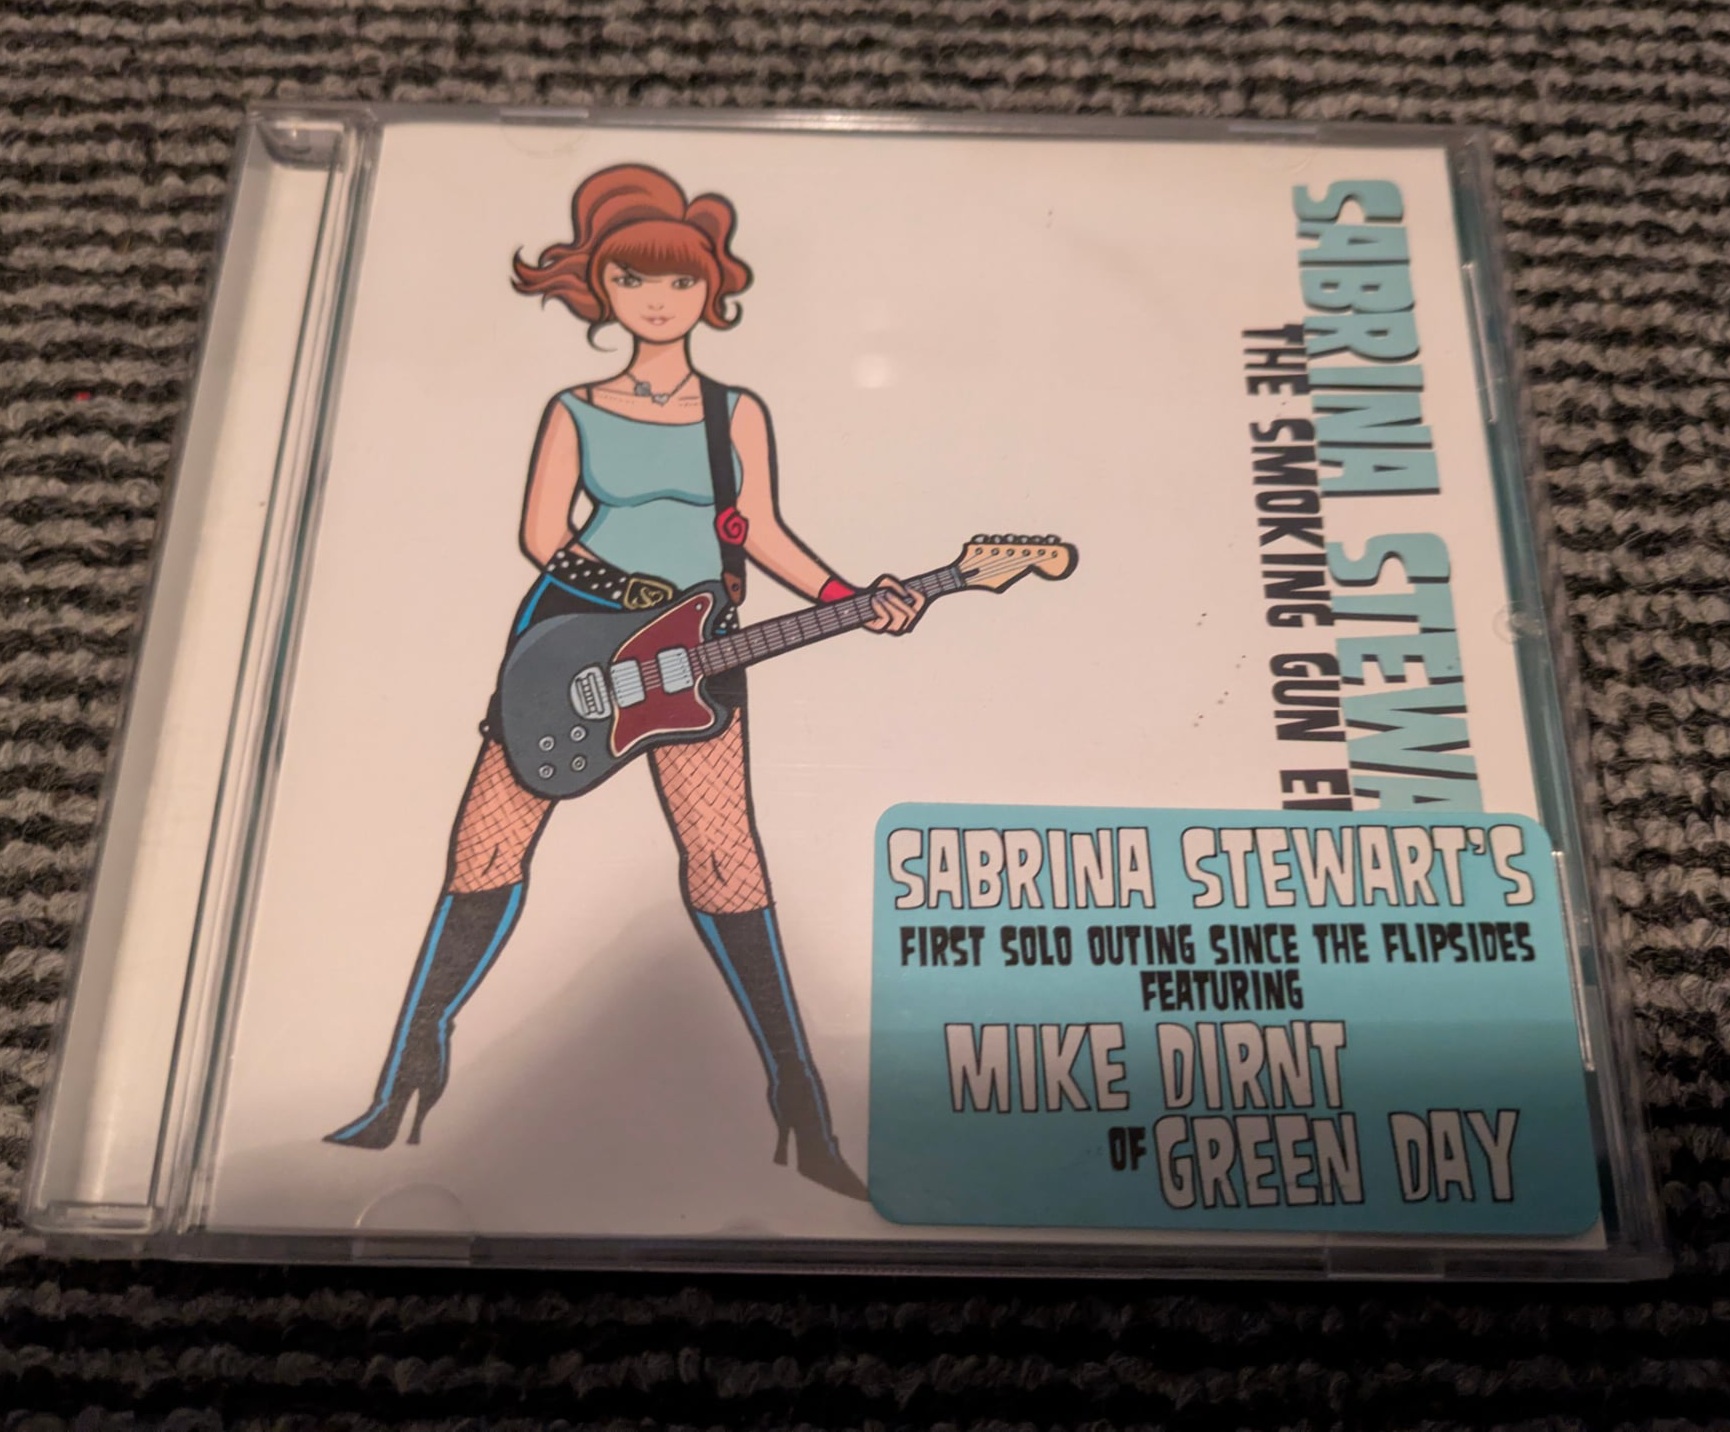 SABRINA STEWA
THE SMOKING GUN
SABRINA STEWART'S
FIRST SOLO OUTING SINCE THE FLIPSIDES
FEATURING
MIKE DIRNT
OF GREEN DAY